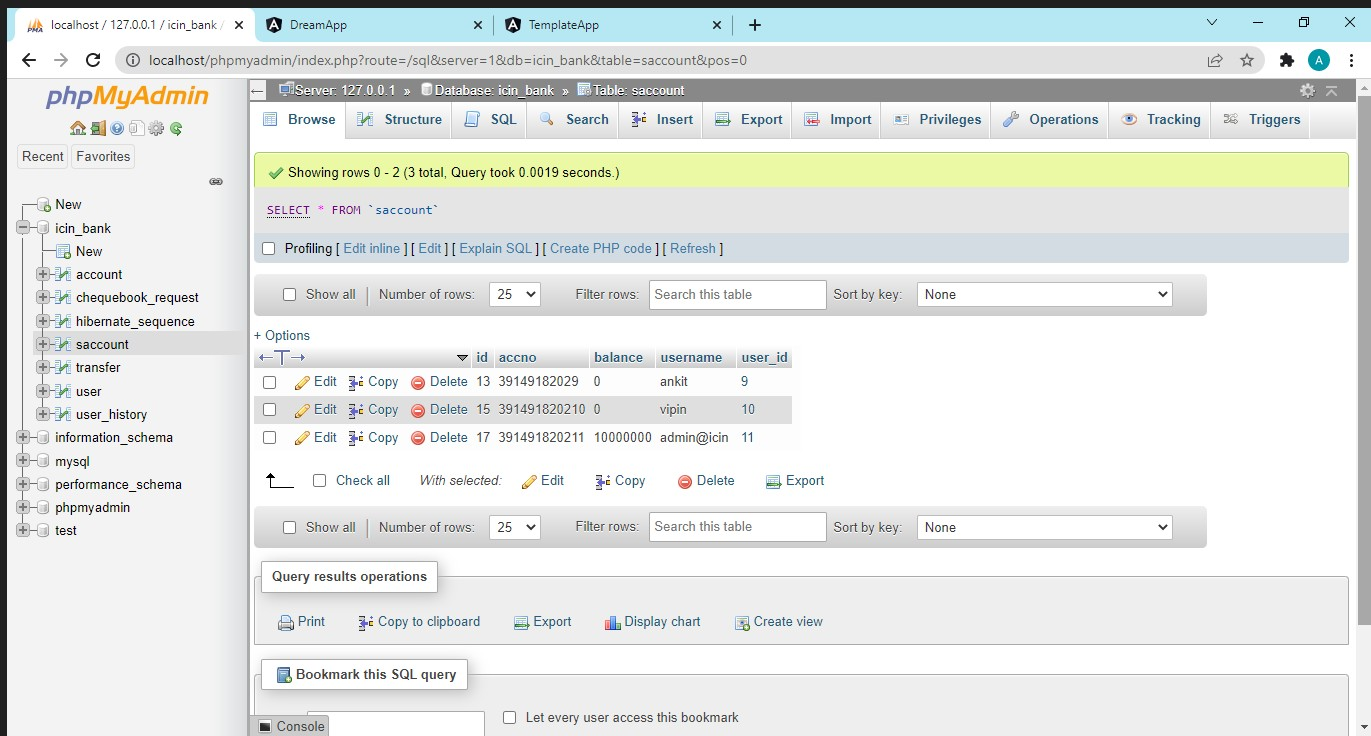 localhost / 127.0.0.1 / icin_bank /
DreamApp
TemplateApp
localhost/phpmyadmin/index.php?route=/sql&server=1&db=icin_bank&table=saccount&pos=0
A
phpMyAdmin
Recent Favorites
New
icin_bank
New
account
chequebook_request
hibernate_sequence
saccount
transfer
user
user_history
information_schema
mysql
performance_schema
phpmyadmin
test
Server: 127.0.0.1 » Database: icin_bank » Table: saccount
Browse Structure SQL Search Insert Export Import Privileges Operations Tracking Triggers
Showing rows 0 - 2 (3 total, Query took 0.0019 seconds.)
SELECT * FROM `saccount`
Profiling [ Edit inline ] [ Edit ] [ Explain SQL ] [ Create PHP code ] [ Refresh ]
Show all Number of rows: 25 Filter rows: Search this table Sort by key: None
+ Options
id accno balance username user_id
Edit Copy Delete 13 39149182029 0 ankit 9
Edit Copy Delete 15 391491820210 0 vipin 10
Edit Copy Delete 17 391491820211 10000000 admin@icin 11
Check all With selected: Edit Copy Delete Export
Show all Number of rows: 25 Filter rows: Search this table Sort by key: None
Query results operations
Print Copy to clipboard Export Display chart Create view
Bookmark this SQL query
Let every user access this bookmark
Console